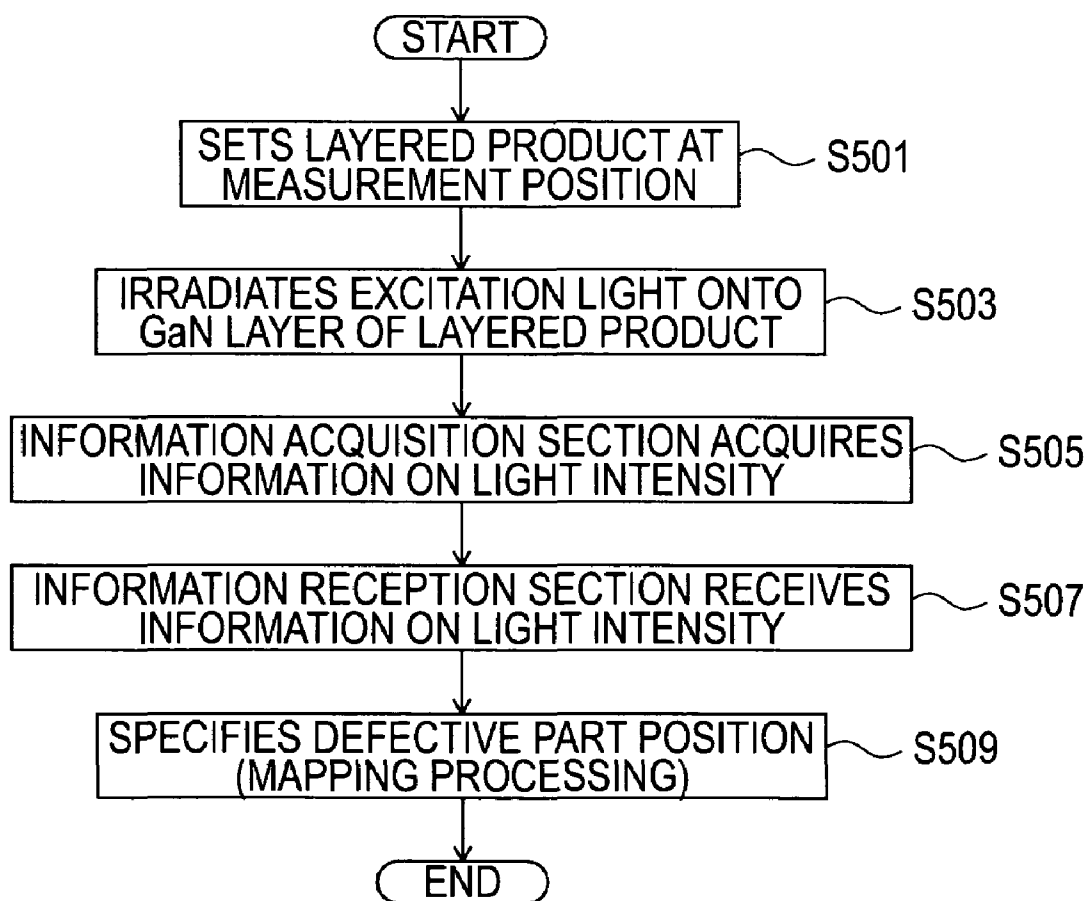 START
SETS LAYERED PRODUCT AT
MEASUREMENT POSITION
S501
IRRADIATES EXCITATION LIGHT ONTO
GaN LAYER OF LAYERED PRODUCT
S503
INFORMATION ACQUISITION SECTION ACQUIRES
INFORMATION ON LIGHT INTENSITY
S505
INFORMATION RECEPTION SECTION RECEIVES
INFORMATION ON LIGHT INTENSITY
S507
SPECIFIES DEFECTIVE PART POSITION
(MAPPING PROCESSING)
S509
END